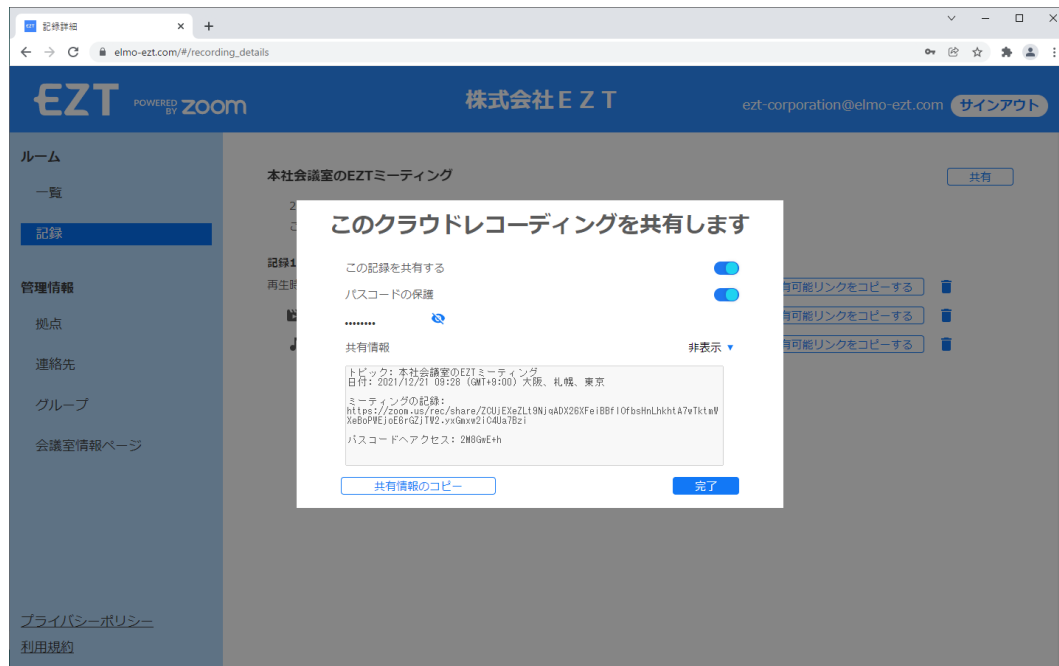 記録詳細
elmo-ezt.com/#/recording_details
EZT POWERED BY zoom
株式会社ＥＺＴ
ezt-corporation@elmo-ezt.com
サインアウト
ルーム
一覧
記録
管理情報
拠点
連絡先
グループ
会議室情報ページ
プライバシーポリシー
利用規約
本社会議室のEZTミーティング
共有
2
こ
記録1
再生時
有可能リンクをコピーする
有可能リンクをコピーする
有可能リンクをコピーする
このクラウドレコーディングを共有します
この記録を共有する
パスコードの保護
••••••••
共有情報
非表示 ▼
トピック: 本社会議室のEZTミーティング
日付: 2021/12/21 09:28 (GMT+9:00) 大阪、札幌、東京
ミーティングの記録:
https://zoom.us/rec/share/ZCUjEXeZLt9NjqADX26XFeiBBflOfbsHnLhkhtA7vTktmW
XeBoPWEjoE6rGZjTW2.yxGmxw2iC4Ua7Bzi
パスコードへアクセス: 2M8GwE+h
共有情報のコピー
完了